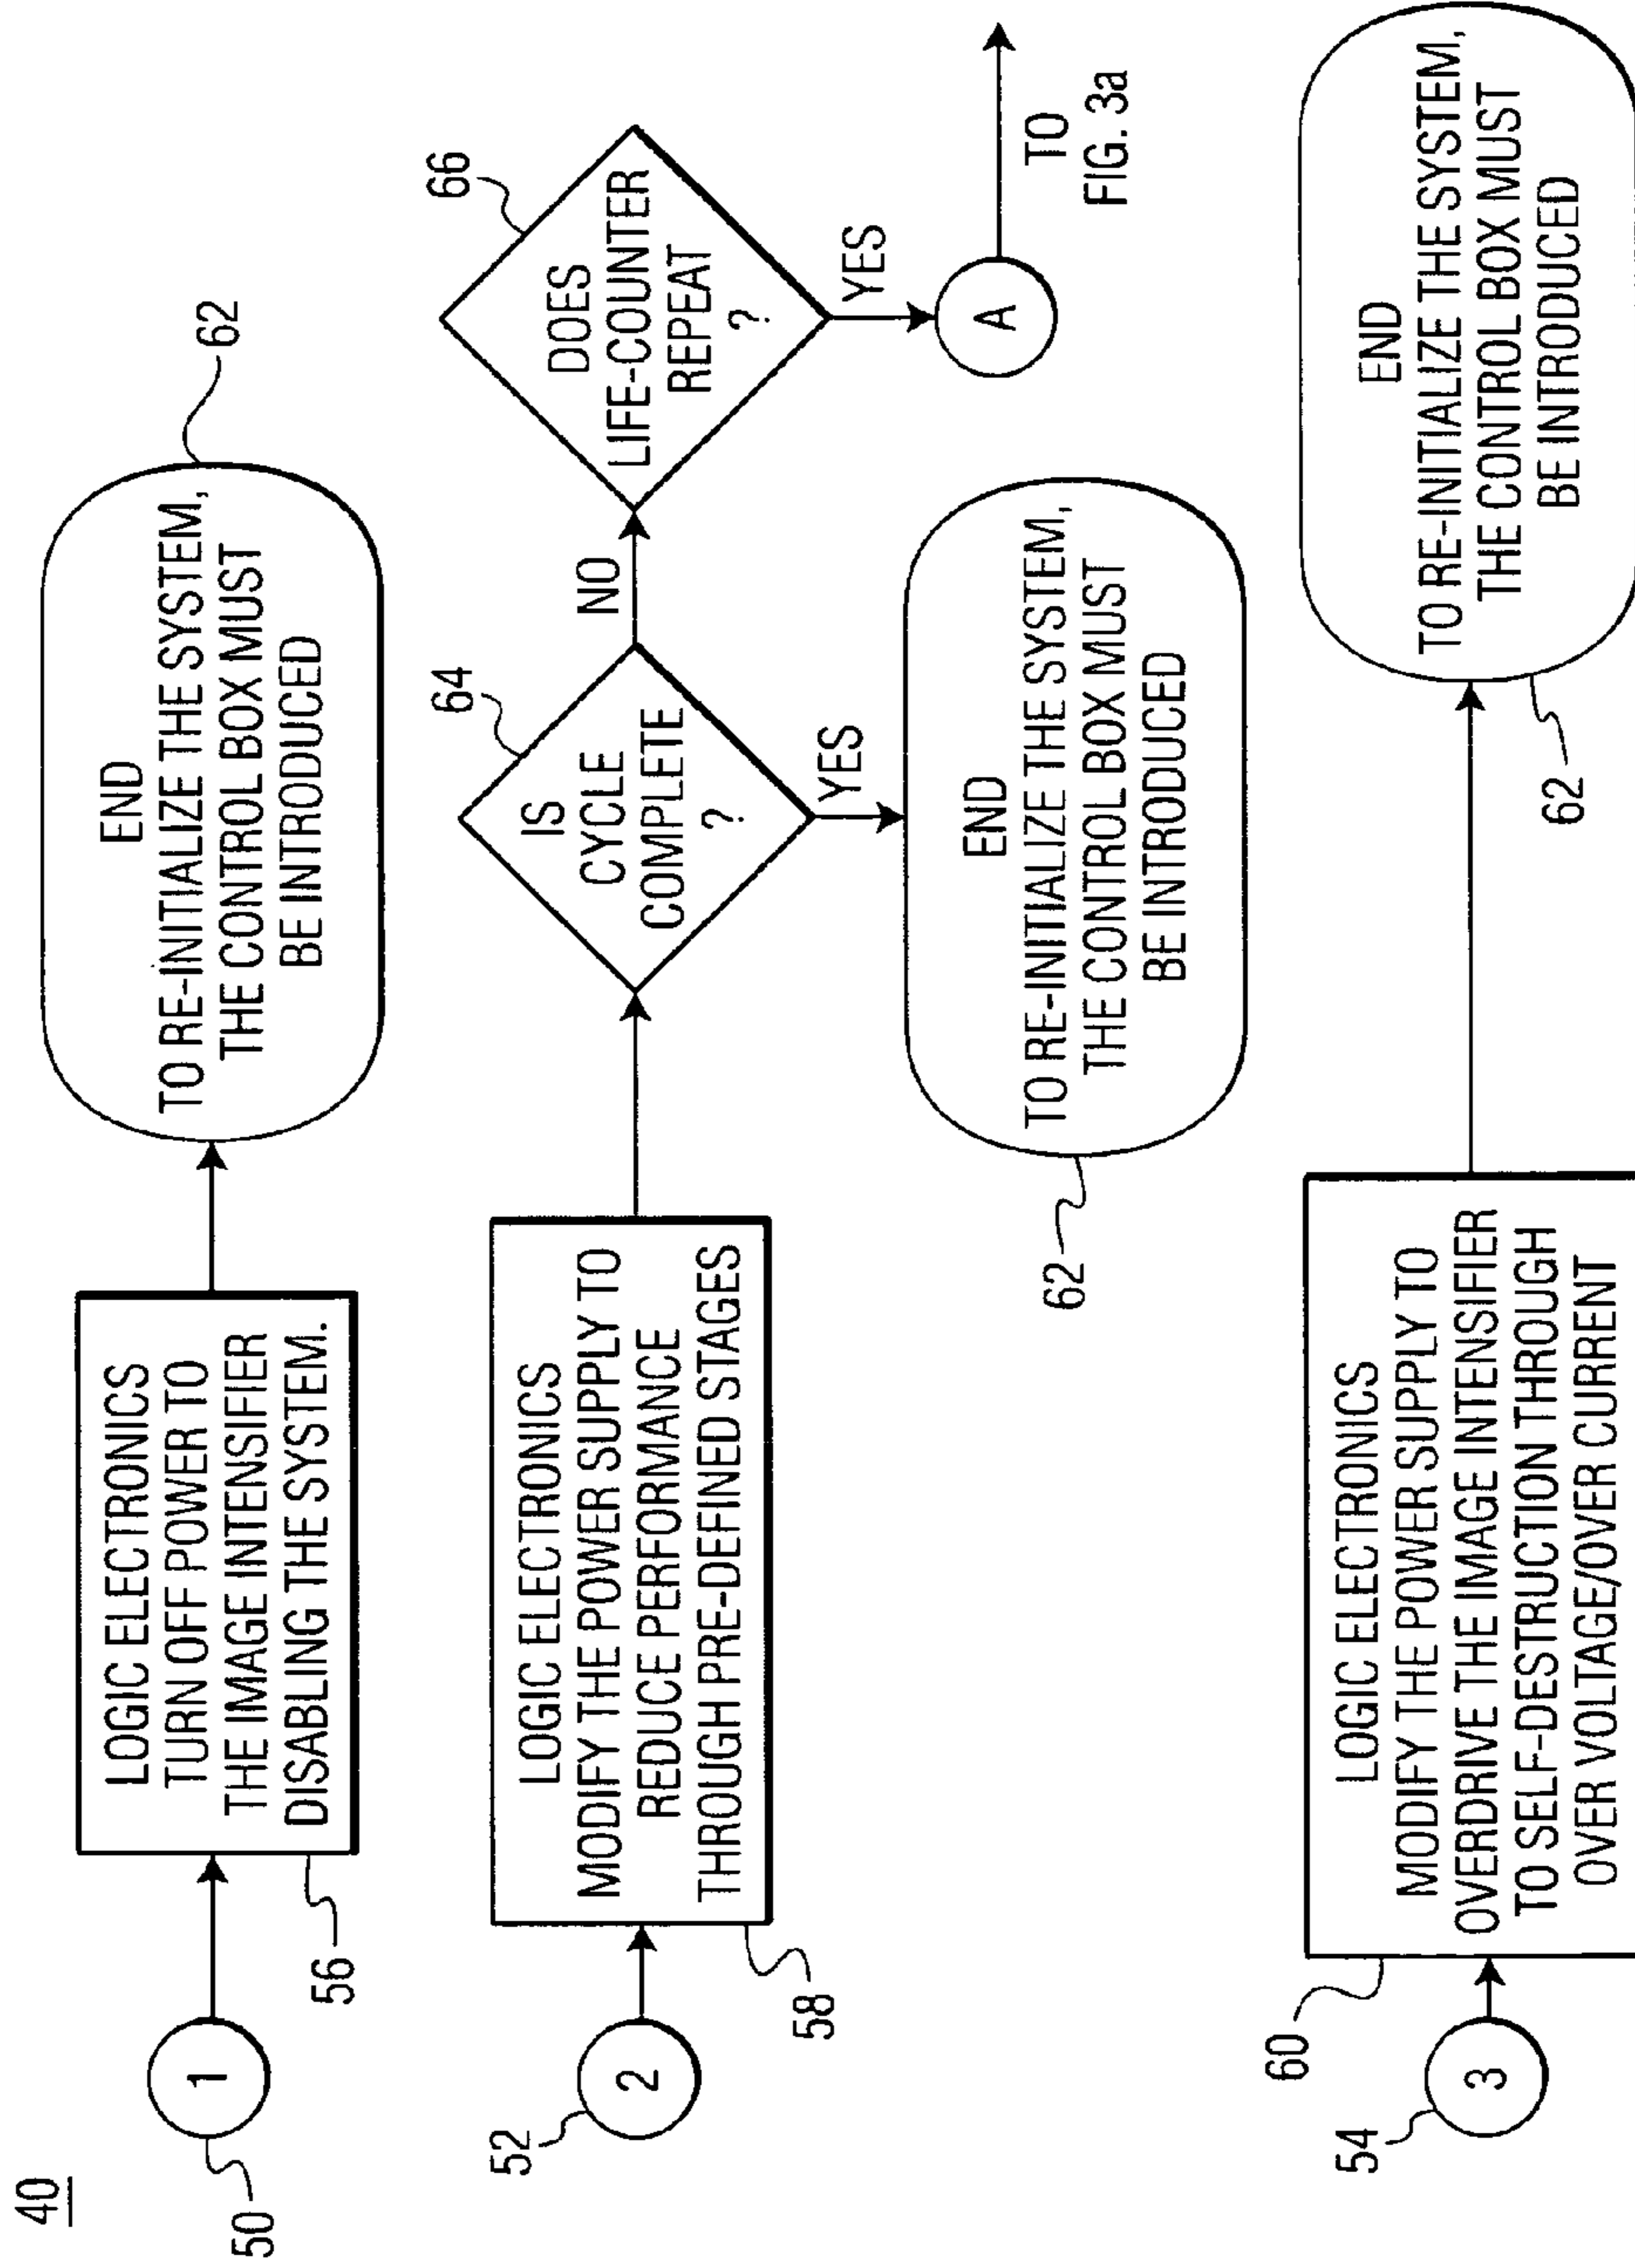 40
50
1
56
LOGIC ELECTRONICS
TURN OFF POWER TO
THE IMAGE INTENSIFIER
DISABLING THE SYSTEM.
62
END
TO RE-INITIALIZE THE SYSTEM,
THE CONTROL BOX MUST
BE INTRODUCED
52
2
58
LOGIC ELECTRONICS
MODIFY THE POWER SUPPLY TO
REDUCE PERFORMANCE
THROUGH PRE-DEFINED STAGES
64
IS
CYCLE
COMPLETE
?
NO
66
DOES
LIFE-COUNTER
REPEAT
?
YES
YES
A
TO
FIG. 3a
62
END
TO RE-INITIALIZE THE SYSTEM,
THE CONTROL BOX MUST
BE INTRODUCED
54
3
60
LOGIC ELECTRONICS
MODIFY THE POWER SUPPLY TO
OVERDRIVE THE IMAGE INTENSIFIER
TO SELF-DESTRUCTION THROUGH
OVER VOLTAGE/OVER CURRENT
62
END
TO RE-INITIALIZE THE SYSTEM,
THE CONTROL BOX MUST
BE INTRODUCED